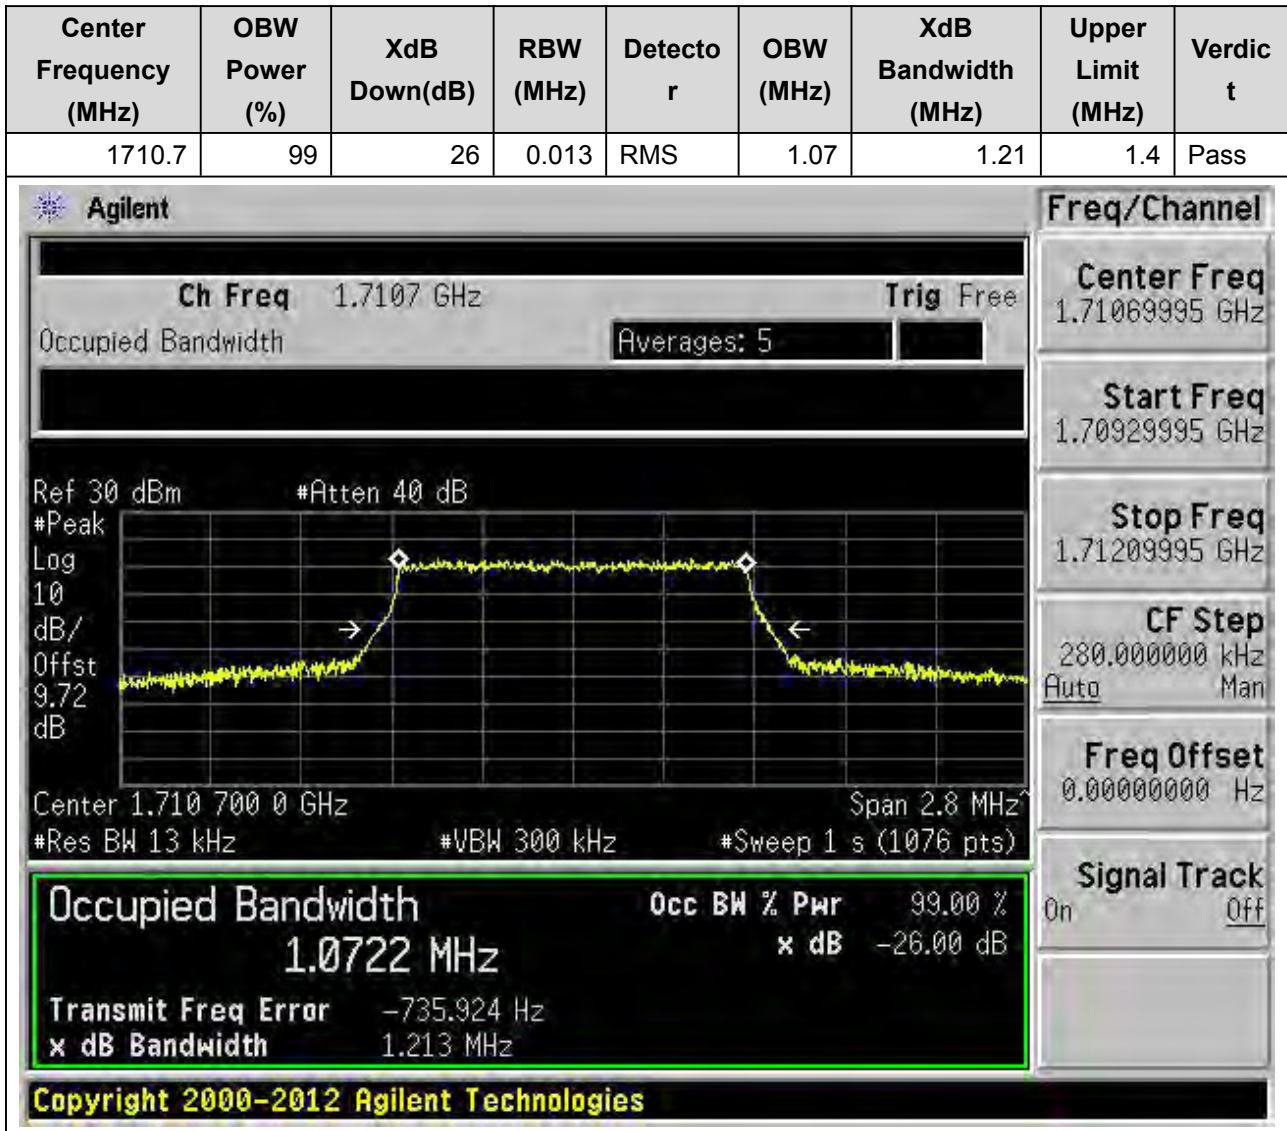 Center Frequency (MHz) OBW Power (%) XdB Down(dB) RBW (MHz) Detecto r OBW (MHz) XdB Bandwidth (MHz) Upper Limit (MHz) Verdic t
1710.7 99 26 0.013 RMS 1.07 1.21 1.4 Pass
Agilent
Freq/Channel
Ch Freq 1.7107 GHz Trig Free
Occupied Bandwidth Averages: 5
Center Freq
1.71069995 GHz
Start Freq
1.70929995 GHz
Stop Freq
1.71209995 GHz
CF Step
280.000000 kHz
Auto Man
Freq Offset
0.00000000 Hz
Signal Track
On Off
Ref 30 dBm #Atten 40 dB
#Peak
Log
10
dB/
Offst
9.72
dB
Center 1.710 700 0 GHz Span 2.8 MHz^
#Res BW 13 kHz #VBW 300 kHz #Sweep 1 s (1076 pts)
Occupied Bandwidth Occ BW % Pwr 99.00 %
1.0722 MHz x dB -26.00 dB
Transmit Freq Error -735.924 Hz
x dB Bandwidth 1.213 MHz
Copyright 2000-2012 Agilent Technologies